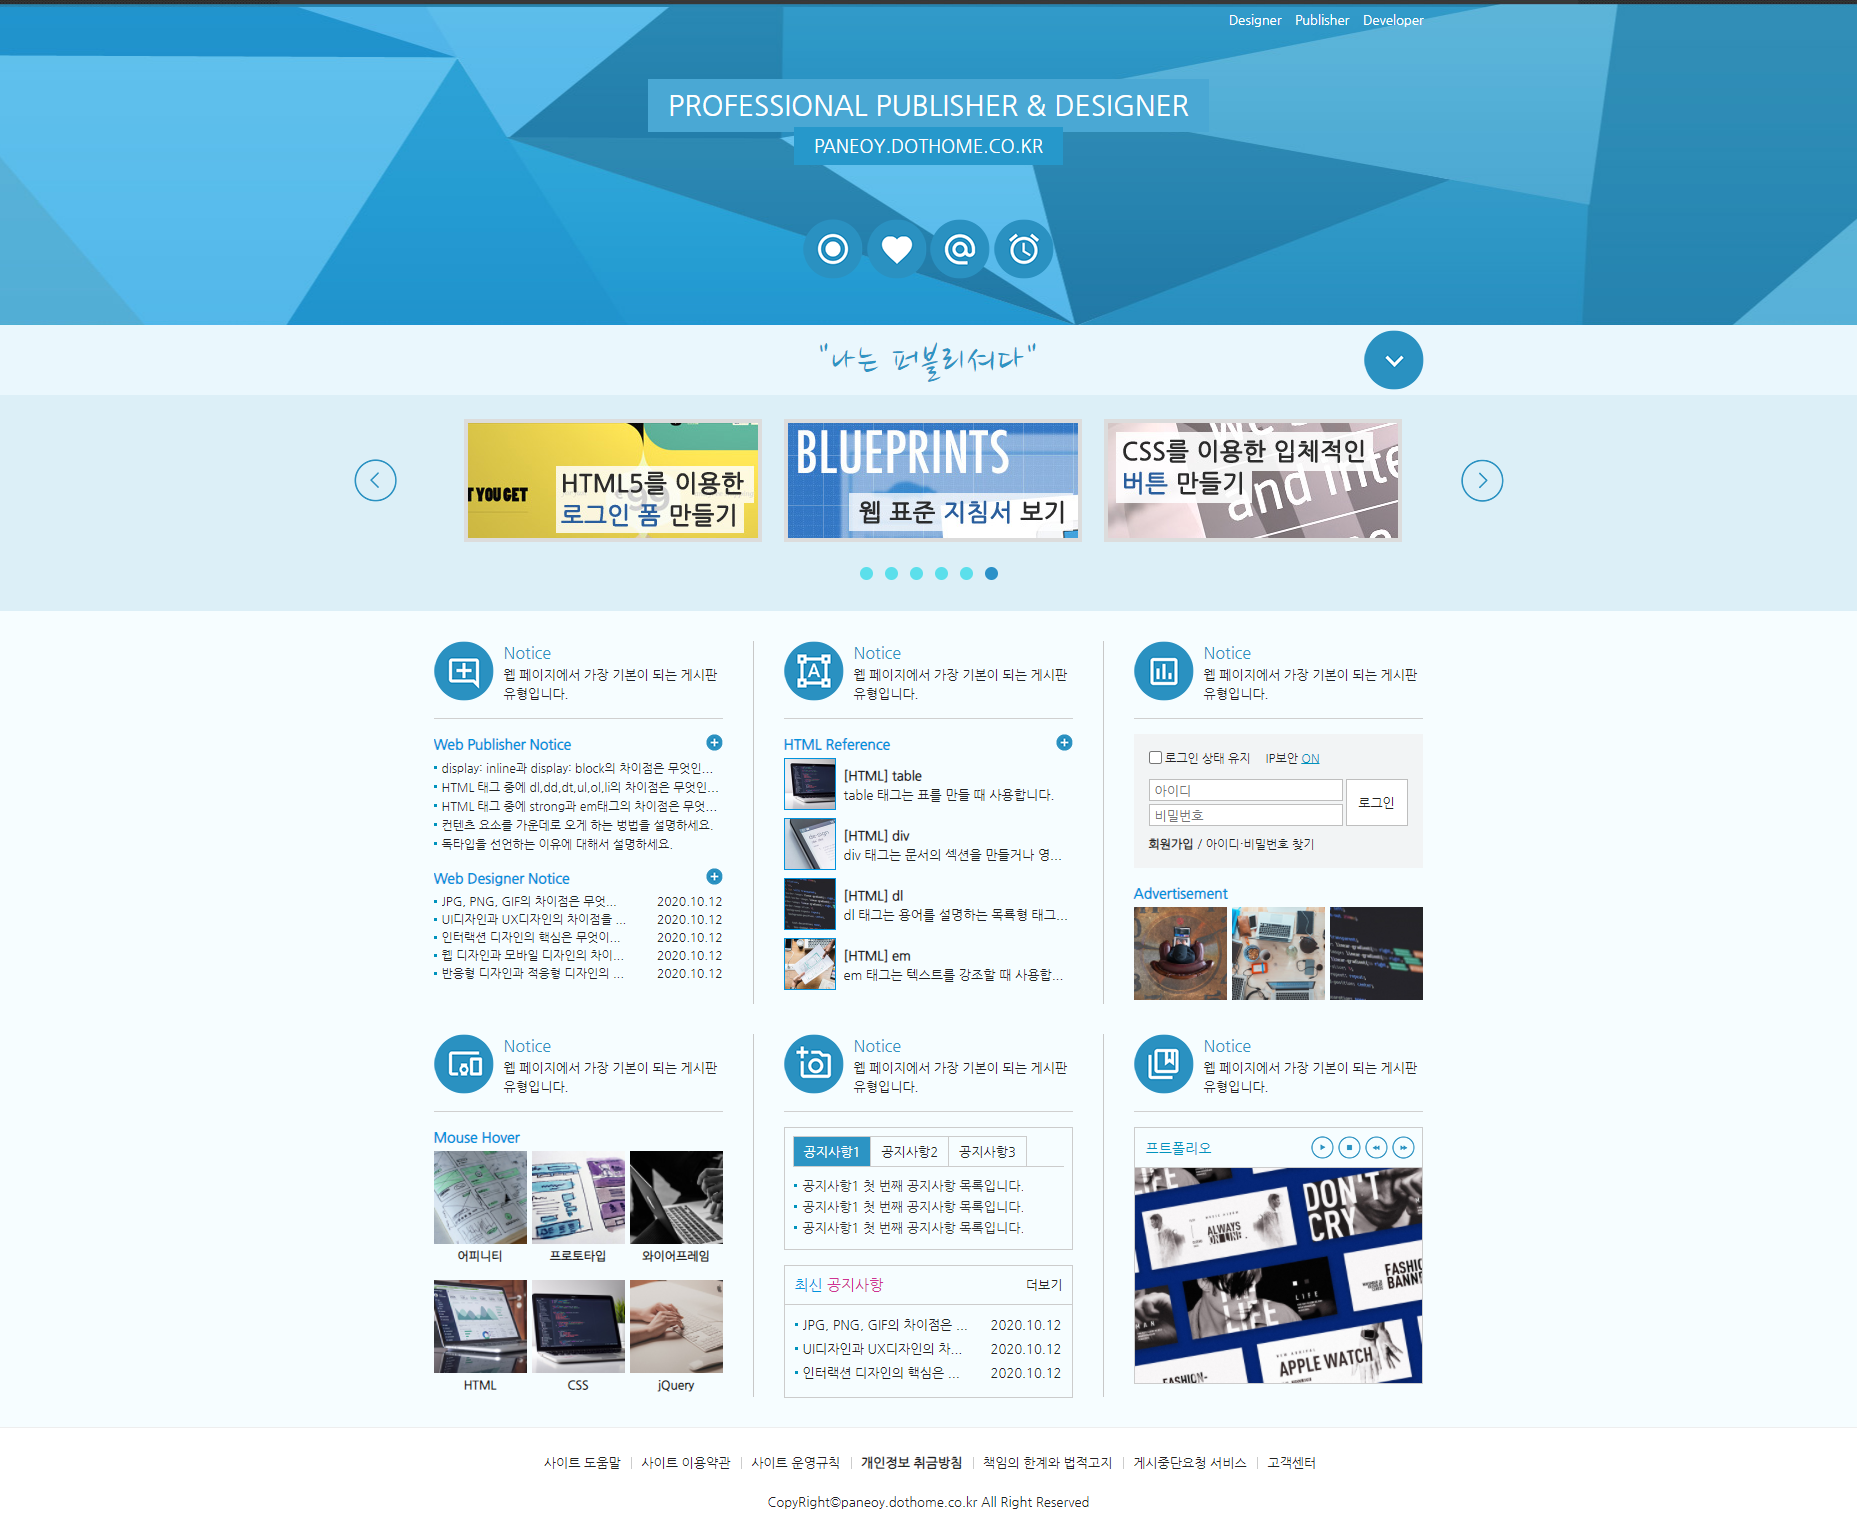 Designer Publisher Developer
PROFESSIONAL PUBLISHER & DESIGNER
PANEOY.DOTHOME.CO.KR
"나는 퍼블리셔다"
T YOU GET
HTML5를 이용한
로그인 폼 만들기
BLUEPRINTS
웹 표준 지침서 보기
CSS를 이용한 입체적인
버튼 만들기
and inte
Notice
웹 페이지에서 가장 기본이 되는 게시판
유형입니다.
Web Publisher Notice
display: inline과 display: block의 차이점은 무엇인...
HTML 태그 중에 dl,dd,dt,ul,ol,li의 차이점은 무엇인...
HTML 태그 중에 strong과 em태그의 차이점은 무엇...
컨텐츠 요소를 가운데로 오게 하는 벙법을 설명하세요.
독타입을 선언하는 이유에 대해서 설명하세요.
Web Designer Notice
JPG, PNG, GIF의 차이점은 무엇... 2020.10.12
UI디자인과 UX디자인의 차이점을 ... 2020.10.12
인터랙션 디자인의 핵심은 무엇이... 2020.10.12
웹 디자인과 모바일 디자인의 차이... 2020.10.12
반응형 디자인과 적응형 디자인의 ... 2020.10.12
Notice
웹 페이지에서 가장 기본이 되는 게시판
유형입니다.
HTML Reference
[HTML] table
table 태그는 표를 만들 때 사용합니다.
[HTML] div
div 태그는 문서의 섹션을 만들거나 영...
[HTML] dl
dl 태그는 용어를 설명하는 목록형 태그...
[HTML] em
em 태그는 텍스트를 강조할 때 사용합...
Notice
웹 페이지에서 가장 기본이 되는 게시판
유형입니다.
로그인 상태 유지 IP보안 ON
아이디
비밀번호
로그인
회원가입 / 아이디·비밀번호 찾기
Advertisement
Notice
웹 페이지에서 가장 기본이 되는 게시판
유형입니다.
Mouse Hover
어피니티 프로토타입 와이어프레임
HTML CSS jQuery
Notice
웹 페이지에서 가장 기본이 되는 게시판
유형입니다.
공지사항1 공지사항2 공지사항3
공지사항1 첫 번째 공지사항 목록입니다.
공지사항1 첫 번째 공지사항 목록입니다.
공지사항1 첫 번째 공지사항 목록입니다.
최신 공지사항 더보기
JPG, PNG, GIF의 차이점은 ... 2020.10.12
UI디자인과 UX디자인의 차... 2020.10.12
인터랙션 디자인의 핵심은 ... 2020.10.12
Notice
웹 페이지에서 가장 기본이 되는 게시판
유형입니다.
프트폴리오
DON'T
CRY
ALWAYS
ON-LINE.
FASHIO
BANN
LIFE
APPLE WATCH
FASHION-
사이트 도움말 사이트 이용약관 사이트 운영규칙 개인정보 취금방침 책임의 한계와 법적고지 게시중단요청 서비스 고객센터
CopyRight©paneoy.dothome.co.kr All Right Reserved